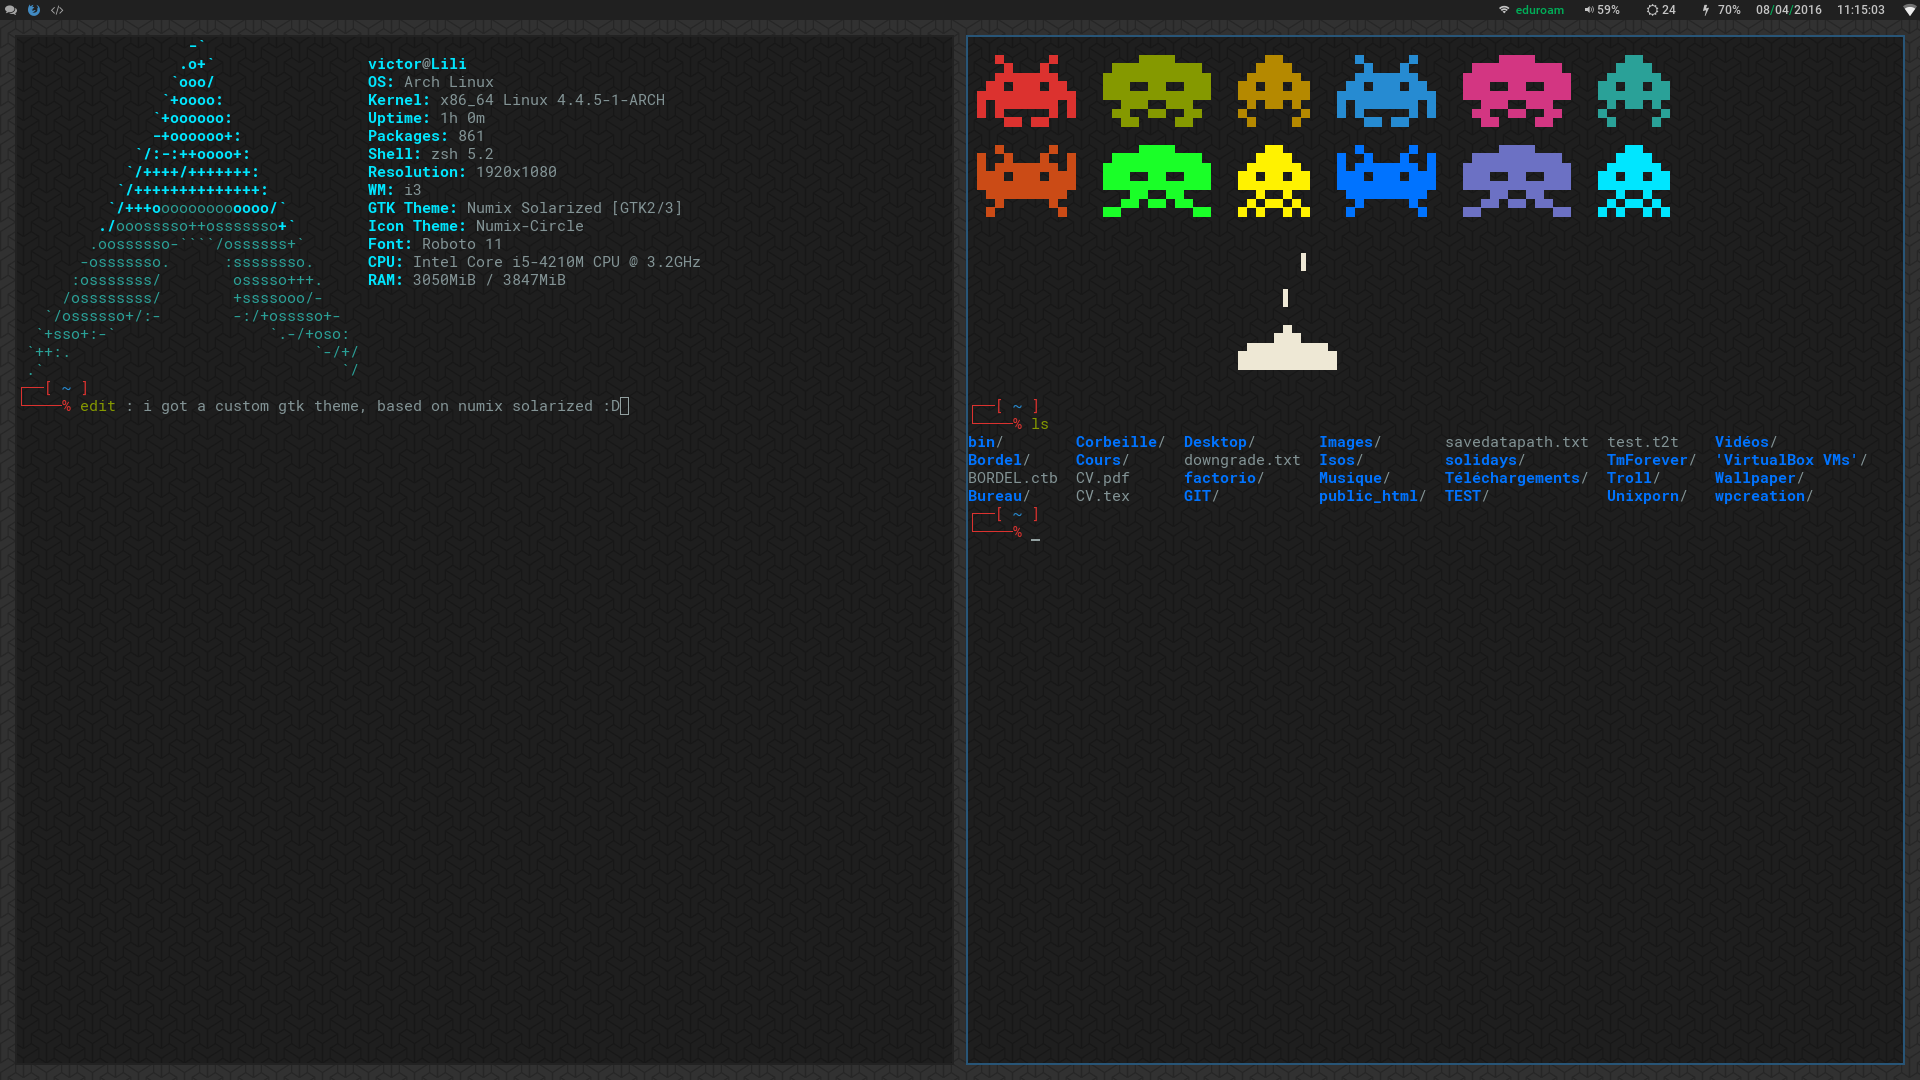 </> eduroam 59% 24 70% 08/04/2016 11:15:03
-`
.o+`
`ooo/
`+oooo:
`+oooooo:
-+oooooo+:
`/:-:++oooo+:
`/++++/+++++++:
`/++++++++++++++:
`/+++ooooooooooooo/`
./ooosssso++osssssso+`
.oossssso-````/ossssss+`
-osssssso. :ssssssso.
:osssssss/ osssso+++.
/ossssssss/ +ssssooo/-
`/ossssso+/:- -:/+osssso+-
`+sso+:-` `.-/+oso:
`++:. `-/+/
.` `/
victor@Lili
OS: Arch Linux
Kernel: x86_64 Linux 4.4.5-1-ARCH
Uptime: 1h 0m
Packages: 861
Shell: zsh 5.2
Resolution: 1920x1080
WM: i3
GTK Theme: Numix Solarized [GTK2/3]
Icon Theme: Numix-Circle
Font: Roboto 11
CPU: Intel Core i5-4210M CPU @ 3.2GHz
RAM: 3050MiB / 3847MiB
┌──[ ~ ]
└────% edit : i got a custom gtk theme, based on numix solarized :D
┌──[ ~ ]
└────% ls
bin/ Corbeille/ Desktop/ Images/ savedatapath.txt test.t2t Vidéos/
Bordel/ Cours/ downgrade.txt Isos/ solidays/ TmForever/ 'VirtualBox VMs'/
BORDEL.ctb CV.pdf factorio/ Musique/ Téléchargements/ Troll/ Wallpaper/
Bureau/ CV.tex GIT/ public_html/ TEST/ Unixporn/ wpcreation/
┌──[ ~ ]
└────% _